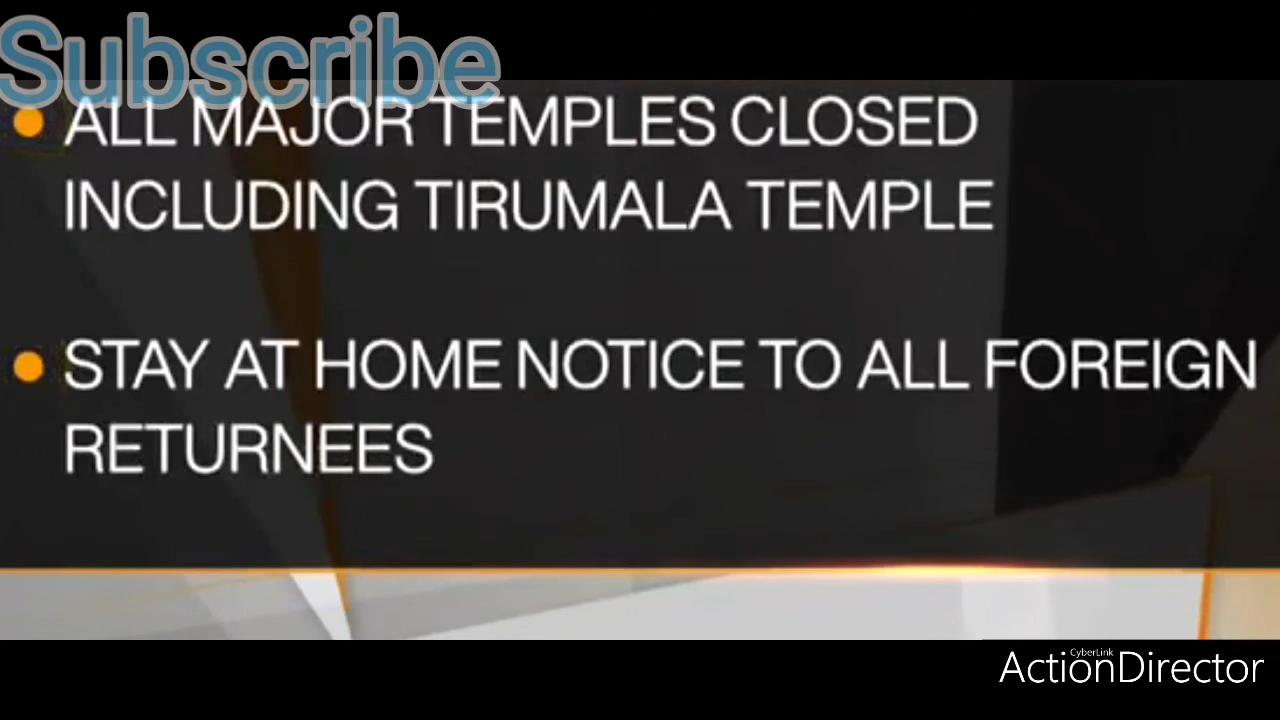 Subscribe
ALL MAJOR TEMPLES CLOSED
INCLUDING TIRUMALA TEMPLE
STAY AT HOME NOTICE TO ALL FOREIGN
RETURNEES
CyberLink
ActionDirector